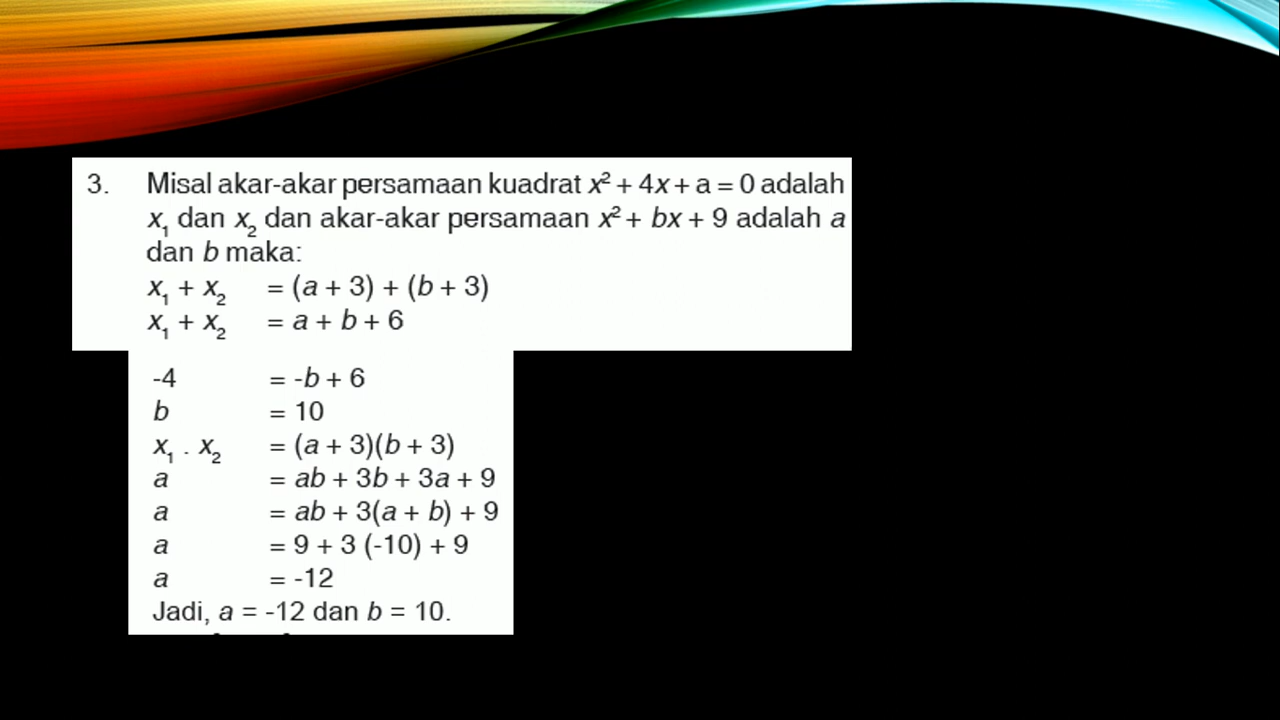 3. Misal akar-akar persamaan kuadrat x² + 4x + a = 0 adalah
x₁ dan x₂ dan akar-akar persamaan x² + bx + 9 adalah a
dan b maka:
x₁ + x₂ = (a + 3) + (b + 3)
x₁ + x₂ = a + b + 6
-4 = -b + 6
b = 10
x₁ . x₂ = (a + 3)(b + 3)
a = ab + 3b + 3a + 9
a = ab + 3(a + b) + 9
a = 9 + 3 (-10) + 9
a = -12
Jadi, a = -12 dan b = 10.